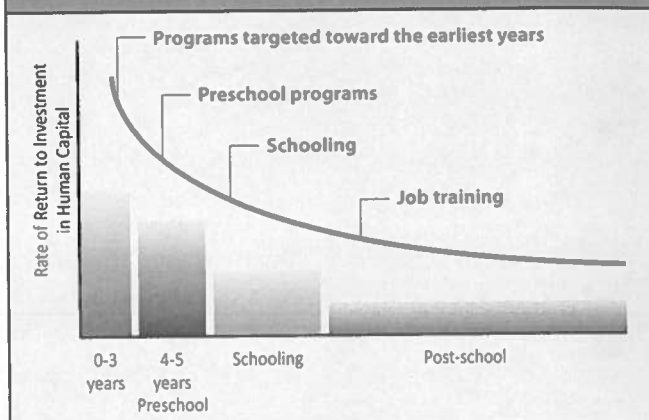 Programs targeted toward the earliest years
Preschool programs
Schooling
Job training
Rate of Return to Investment
in Human Capital
0-3
years
4-5
years
Preschool
Schooling
Post-school